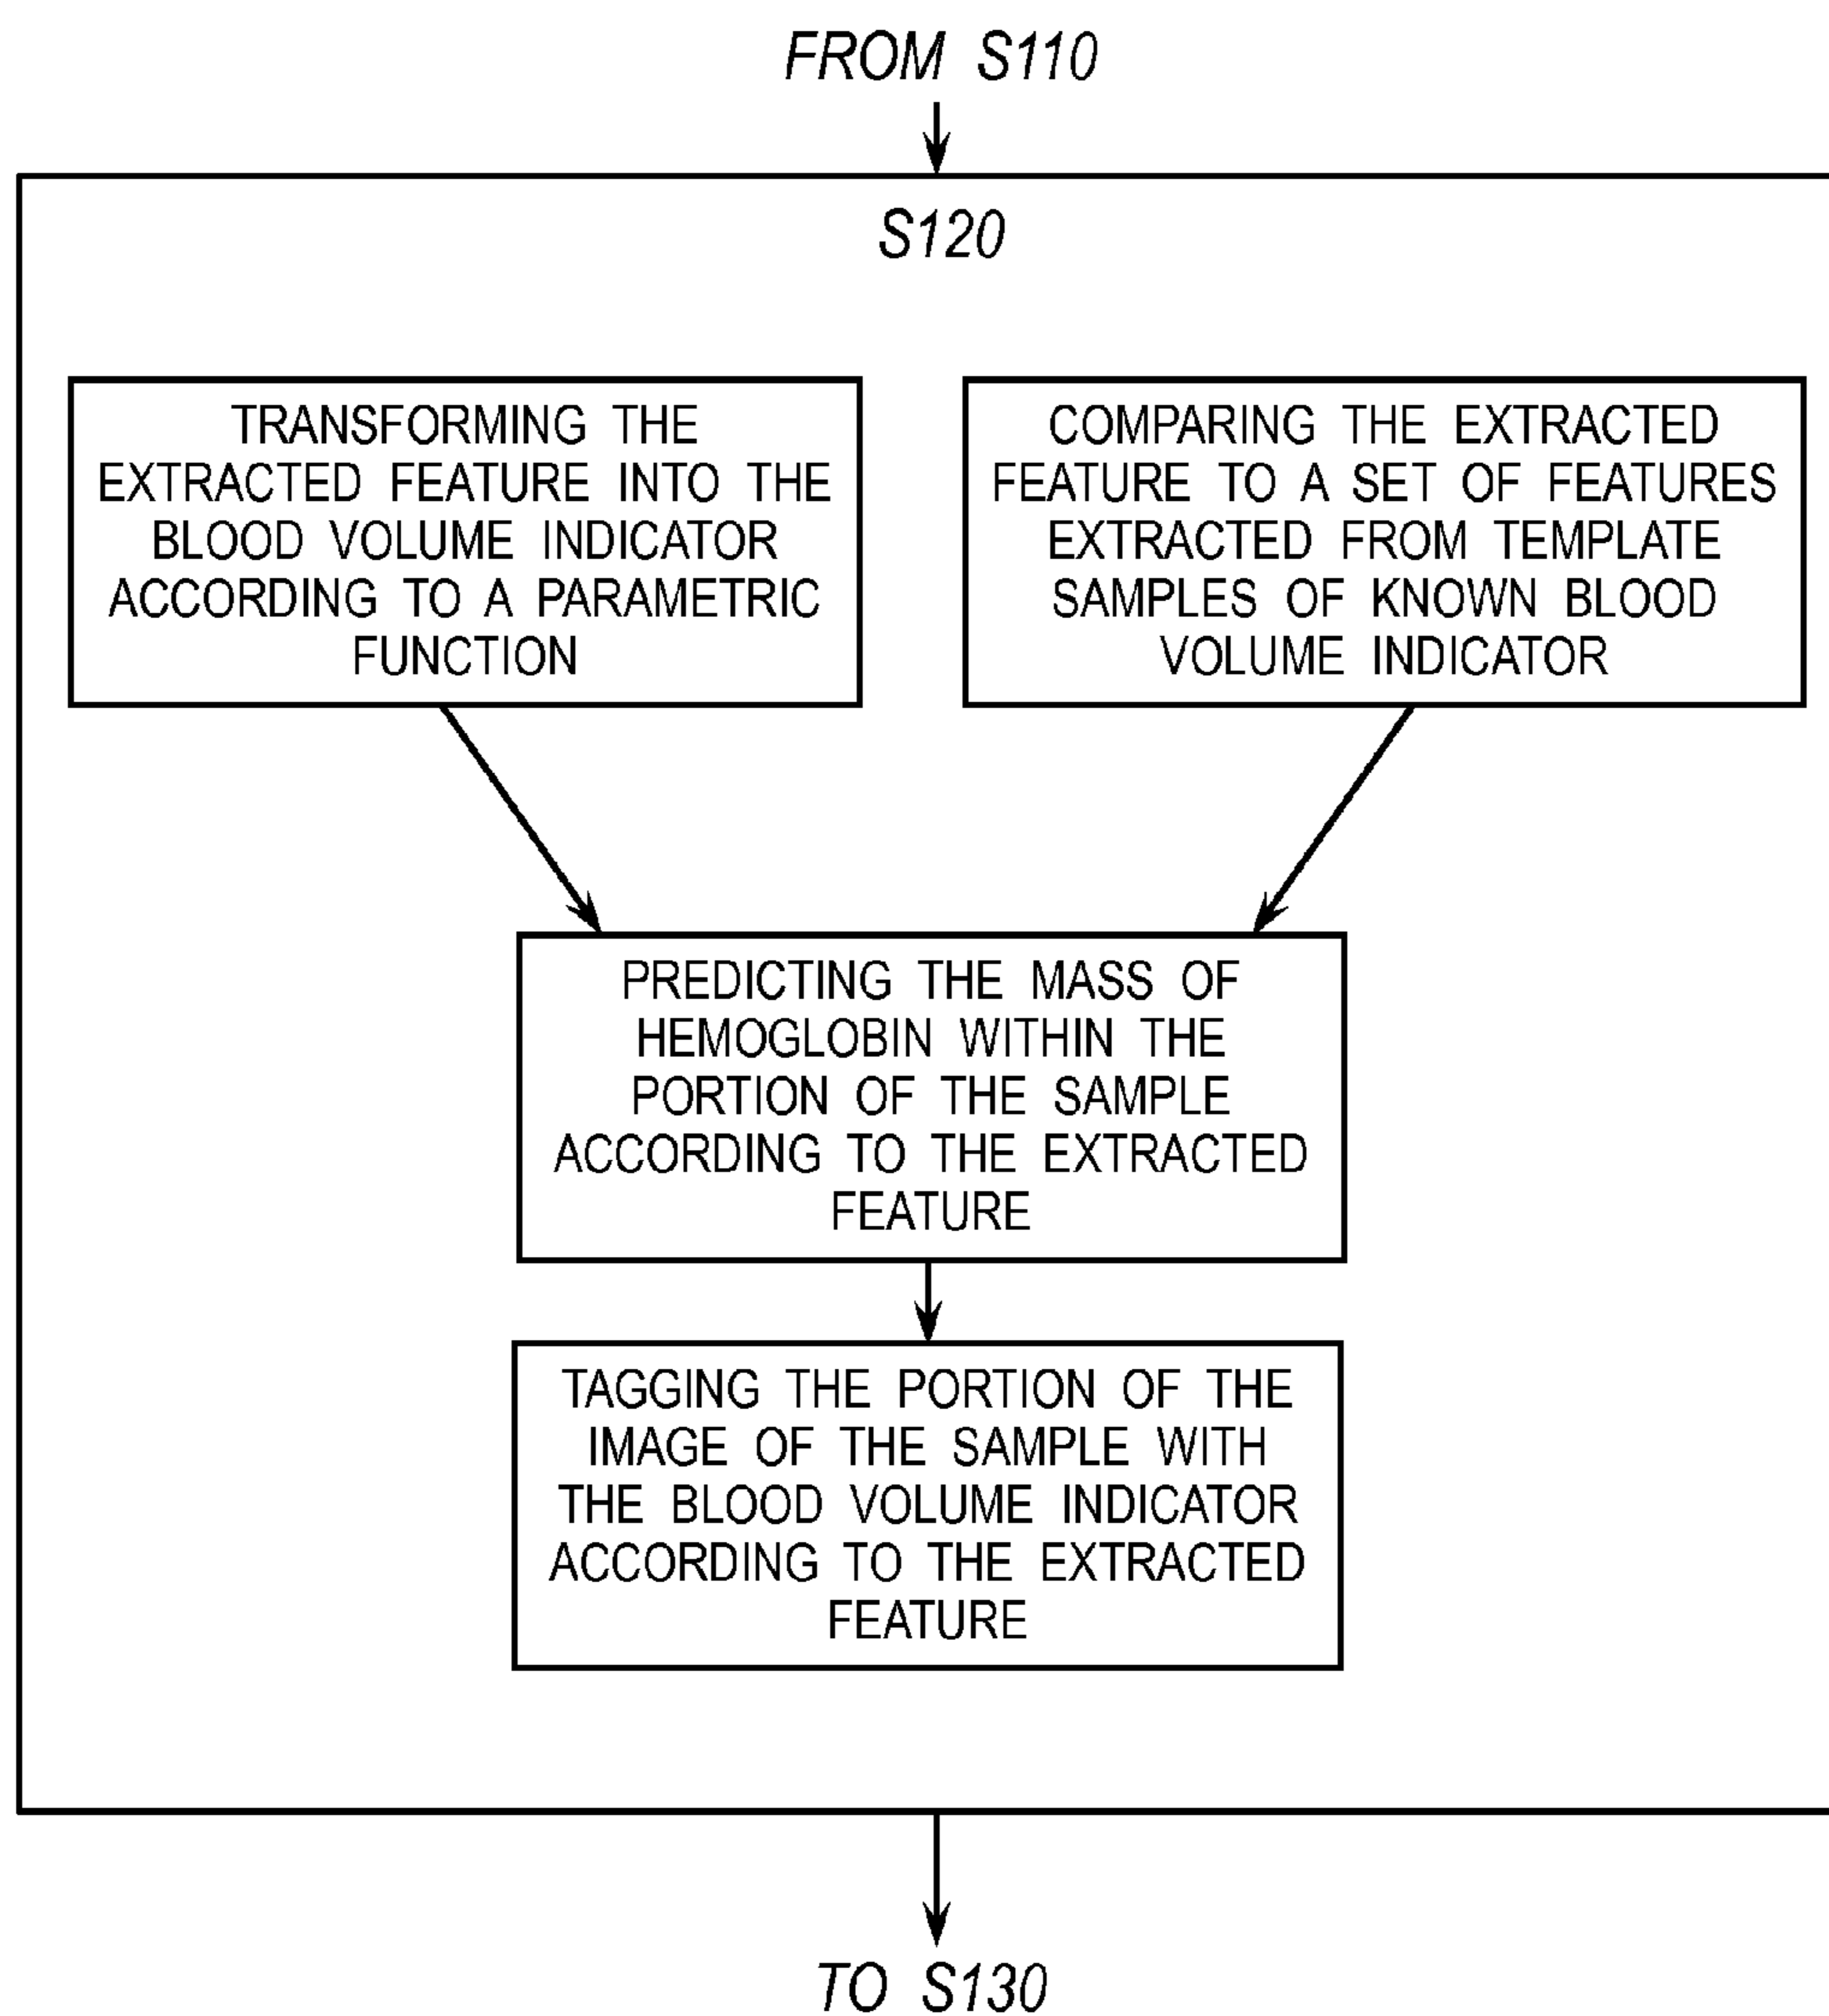 FROM S110
S120
TRANSFORMING THE
EXTRACTED FEATURE INTO THE
BLOOD VOLUME INDICATOR
ACCORDING TO A PARAMETRIC
FUNCTION
COMPARING THE EXTRACTED
FEATURE TO A SET OF FEATURES
EXTRACTED FROM TEMPLATE
SAMPLES OF KNOWN BLOOD
VOLUME INDICATOR
PREDICTING THE MASS OF
HEMOGLOBIN WITHIN THE
PORTION OF THE SAMPLE
ACCORDING TO THE EXTRACTED
FEATURE
TAGGING THE PORTION OF THE
IMAGE OF THE SAMPLE WITH
THE BLOOD VOLUME INDICATOR
ACCORDING TO THE EXTRACTED
FEATURE
TO S130